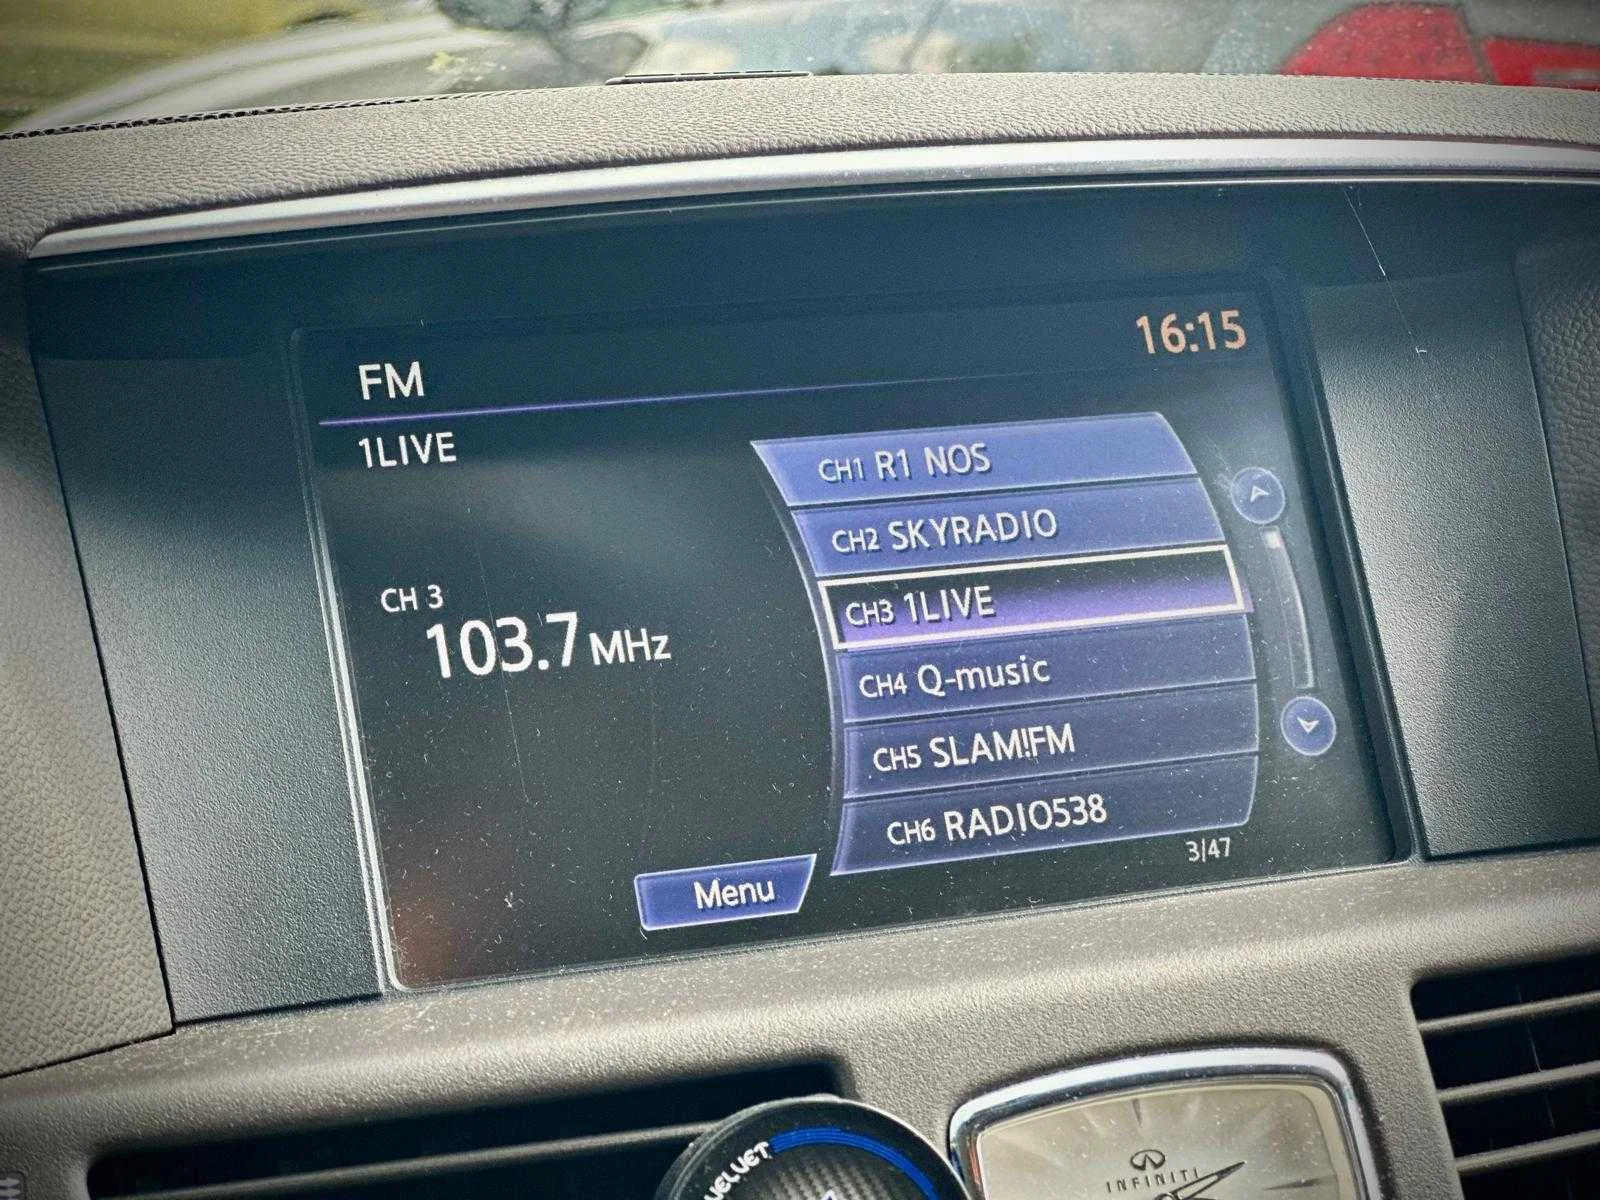 16:15
FM
1LIVE
CH 3
103.7 MHz
CH1 R1 NOS
CH2 SKYRADIO
CH3 1LIVE
CH4 Q-music
CH5 SLAM!FM
CH6 RADIO538
3/47
Menu
VELVET
INFINITI